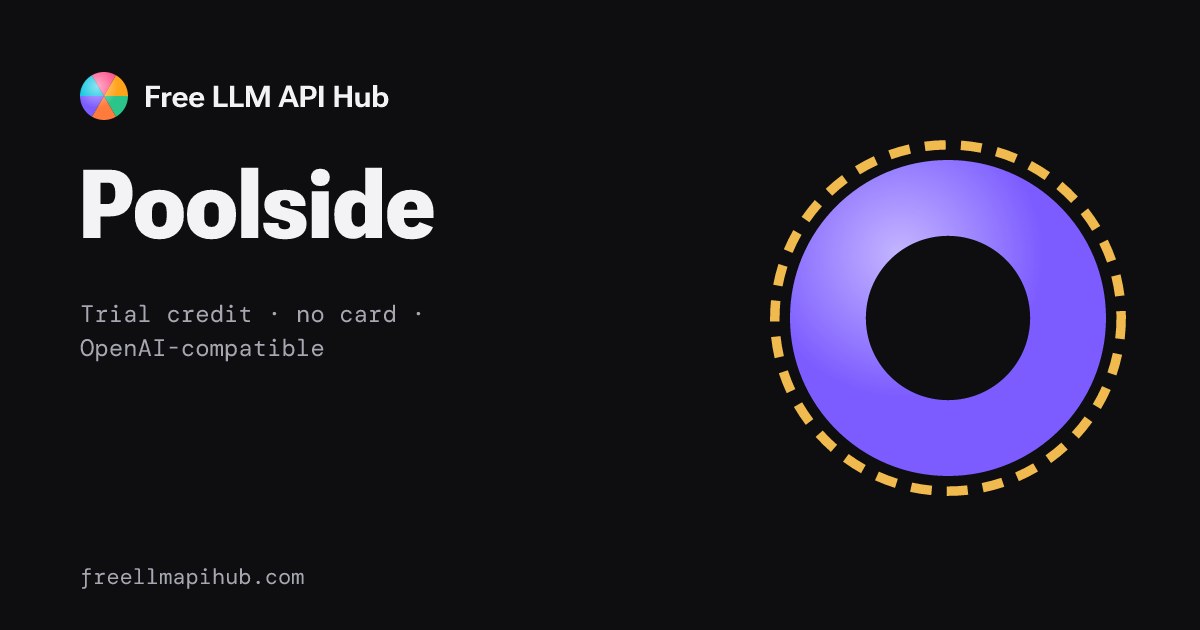 Free LLM API Hub
Poolside
Trial credit · no card ·
OpenAI-compatible
freellmapihub.com